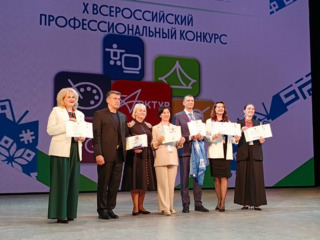 X ВСЕРОССИЙСКИЙ
ПРОФЕССИОНАЛЬНЫЙ КОНКУРС